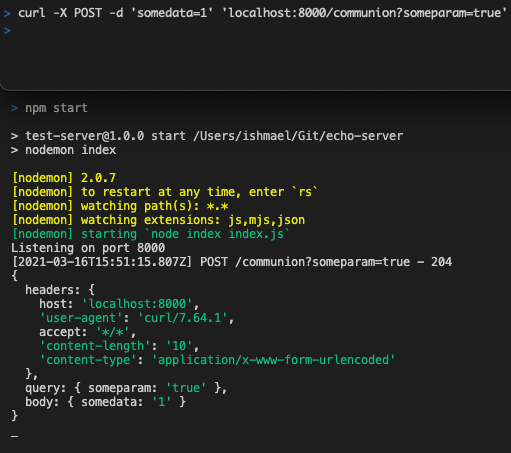 > curl -X POST -d 'somedata=1' 'localhost:8000/communion?someparam=true'
>
> npm start
> test-server@1.0.0 start /Users/ishmael/Git/echo-server
> nodemon index
[nodemon] 2.0.7
[nodemon] to restart at any time, enter `rs`
[nodemon] watching path(s): *.*
[nodemon] watching extensions: js,mjs,json
[nodemon] starting `node index index.js`
Listening on port 8000
[2021-03-16T15:51:15.807Z] POST /communion?someparam=true - 204
{
  headers: {
    host: 'localhost:8000',
    'user-agent': 'curl/7.64.1',
    accept: '*/*',
    'content-length': '10',
    'content-type': 'application/x-www-form-urlencoded'
  },
  query: { someparam: 'true' },
  body: { somedata: '1' }
}
_